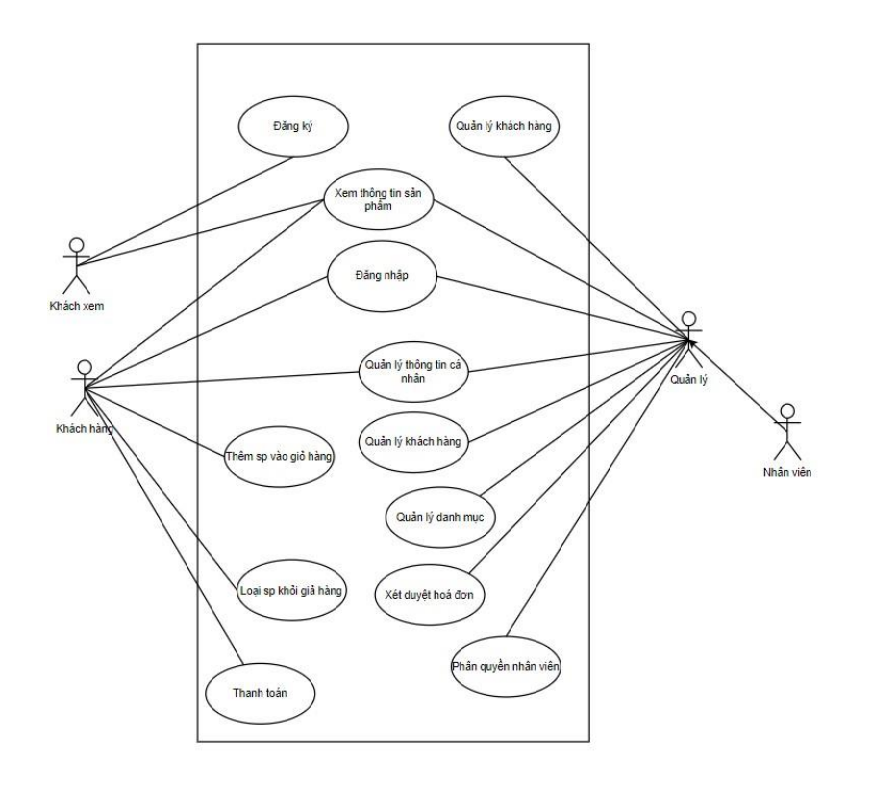 Đăng ký
Quản lý khách hàng
Xem thông tin sản
phẩm
Đăng nhập
Khách xem
Quản lý thông tin cá
nhân
Quản lý
Khách hàng
Quản lý khách hàng
Thêm sp vào giỏ hàng
Nhân viên
Quản lý danh mục
Loại sp khỏi giả hàng
Xét duyệt hoá đơn
Phân quyền nhân viên
Thanh toán